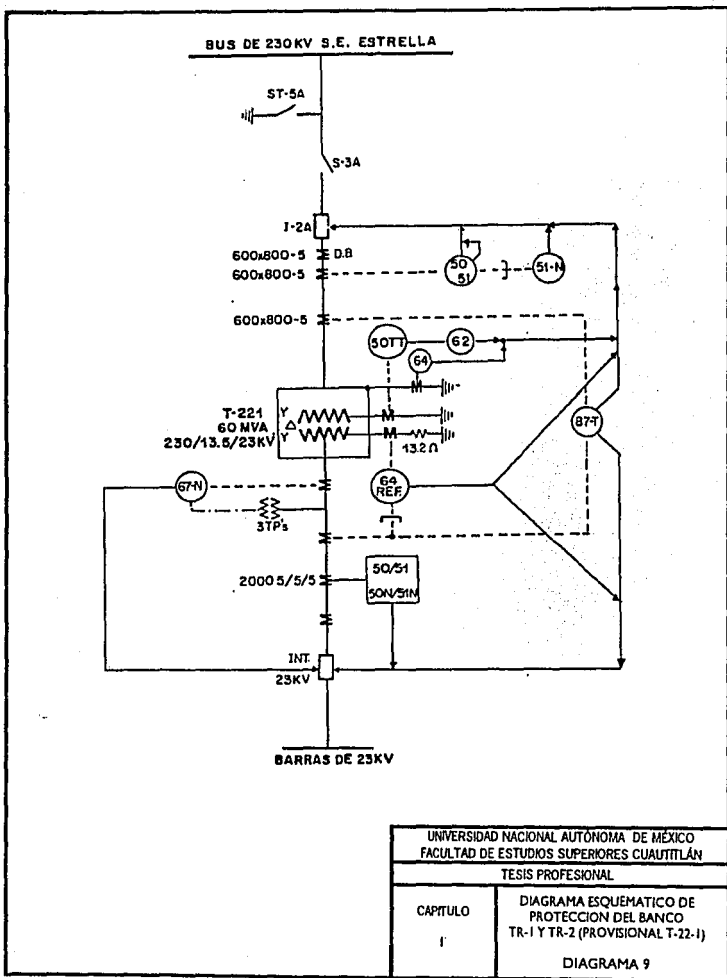 BUS DE 230KV S.E. ESTRELLA
ST-5A
S-3A
I-2A
600x800-5 D.B
600x800-5
50
51
51-N
600x800-5
50TT
62
64
T-221
60 MVA
230/13.5/23KV
Y
Y
13.2 Ω
87-T
67-N
64
REF.
3TP's
2000 5/5/5
50/51
50N/51N
INT.
23KV
BARRAS DE 23KV
UNIVERSIDAD NACIONAL AUTÓNOMA DE MÉXICO
FACULTAD DE ESTUDIOS SUPERIORES CUAUTITLÁN
TESIS PROFESIONAL
CAPITULO
I
DIAGRAMA ESQUEMATICO DE
PROTECCION DEL BANCO
TR-1 Y TR-2 (PROVISIONAL T-22-1)
DIAGRAMA 9